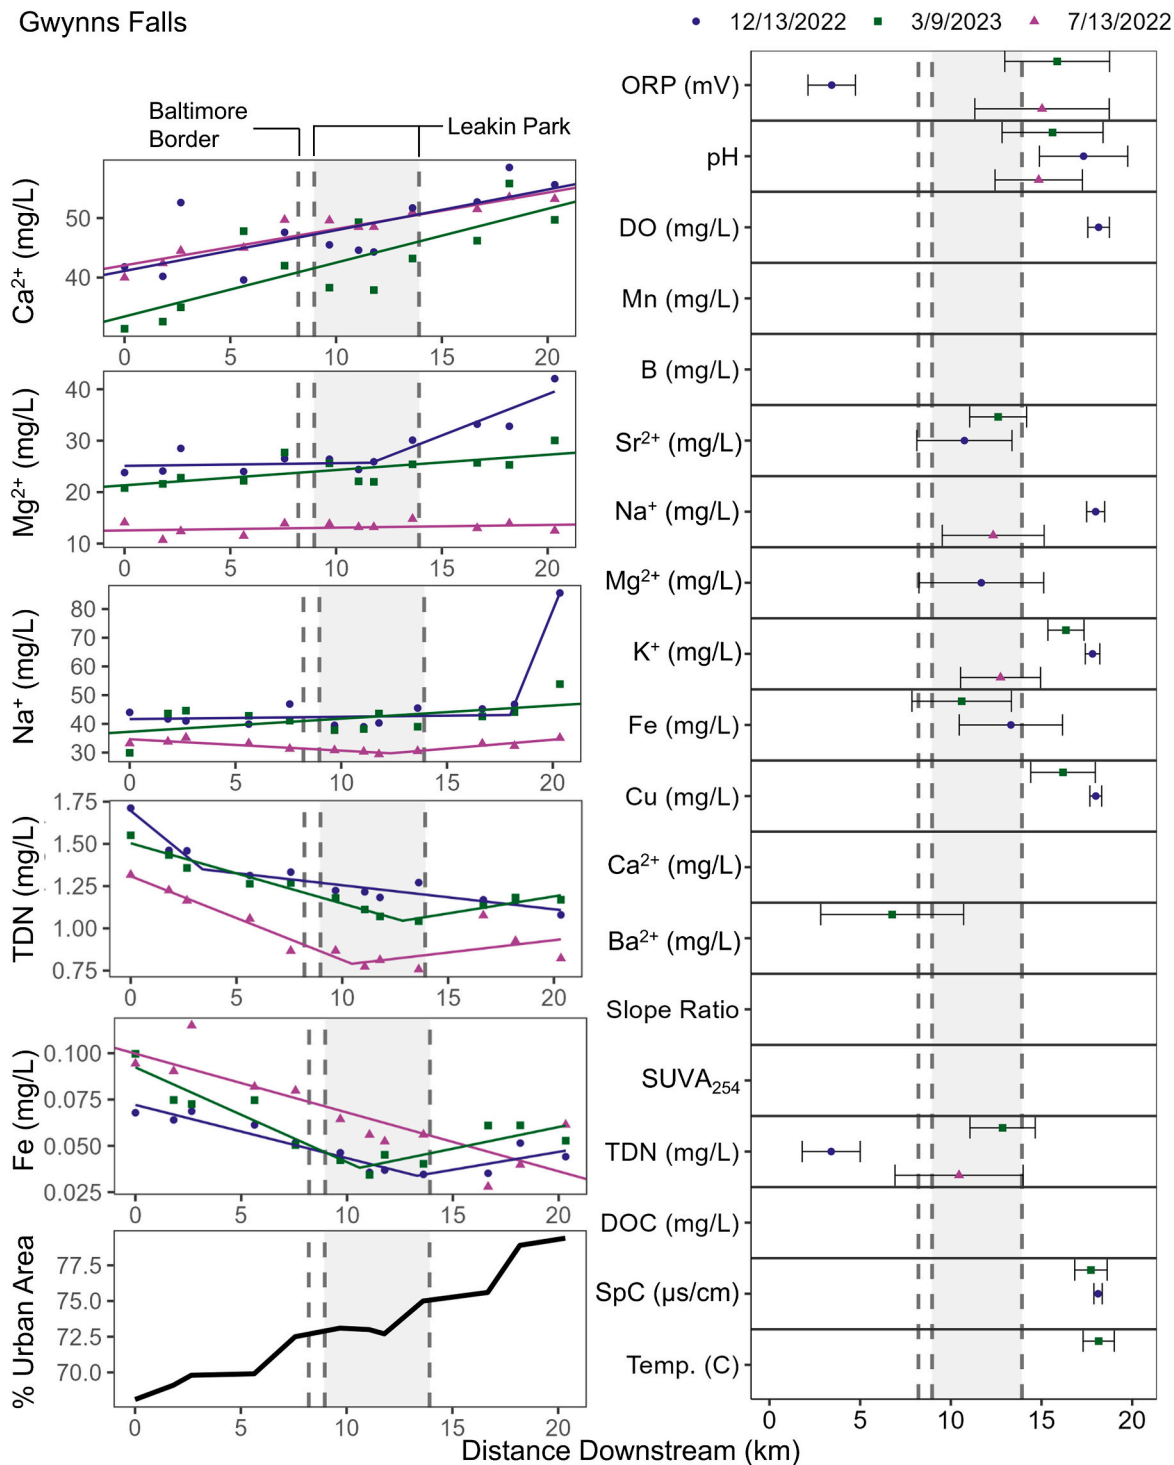 Gwynns Falls
12/13/2022 3/9/2023 7/13/2022
Baltimore
Border
Leakin Park
Ca²⁺ (mg/L)
50
40
0 5 10 15 20
Mg²⁺ (mg/L)
40
30
20
10
0 5 10 15 20
Na⁺ (mg/L)
80
70
60
50
40
30
0 5 10 15 20
TDN (mg/L)
1.75
1.50
1.25
1.00
0.75
0 5 10 15 20
Fe (mg/L)
0.100
0.075
0.050
0.025
0 5 10 15 20
% Urban Area
77.5
75.0
72.5
70.0
0 5 10 15 20
ORP (mV)
pH
DO (mg/L)
Mn (mg/L)
B (mg/L)
Sr²⁺ (mg/L)
Na⁺ (mg/L)
Mg²⁺ (mg/L)
K⁺ (mg/L)
Fe (mg/L)
Cu (mg/L)
Ca²⁺ (mg/L)
Ba²⁺ (mg/L)
Slope Ratio
SUVA₂₅₄
TDN (mg/L)
DOC (mg/L)
SpC (µs/cm)
Temp. (C)
0 5 10 15 20
Distance Downstream (km)